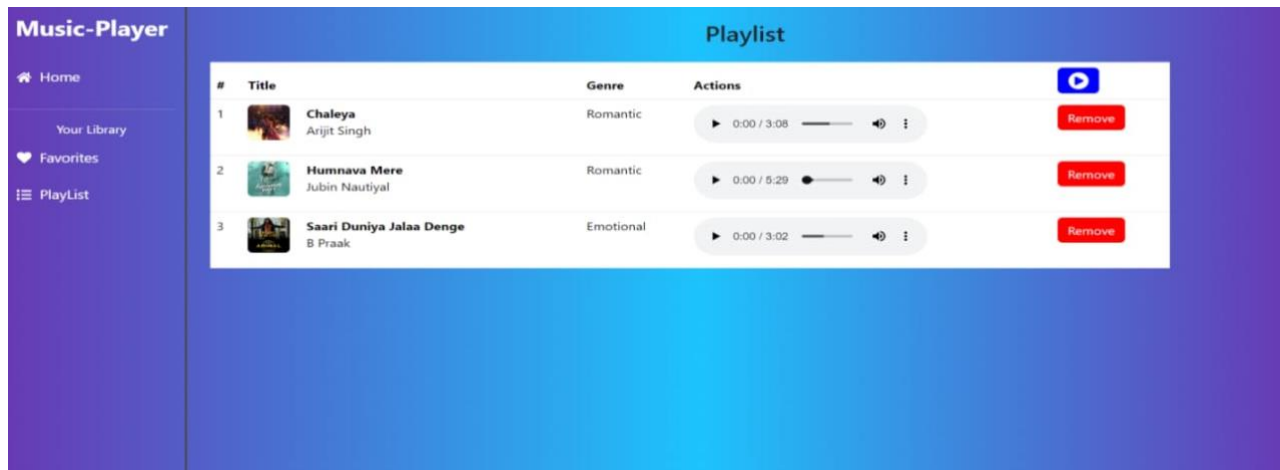 Music-Player
Home
Your Library
Favorites
PlayList
Playlist
# Title Genre Actions
1 Chaleya Romantic 0:00 / 3:08 Remove
Arijit Singh
2 Humnava Mere Romantic 0:00 / 5:29 Remove
Jubin Nautiyal
3 Saari Duniya Jalaa Denge Emotional 0:00 / 3:02 Remove
B Praak
ANIMAL